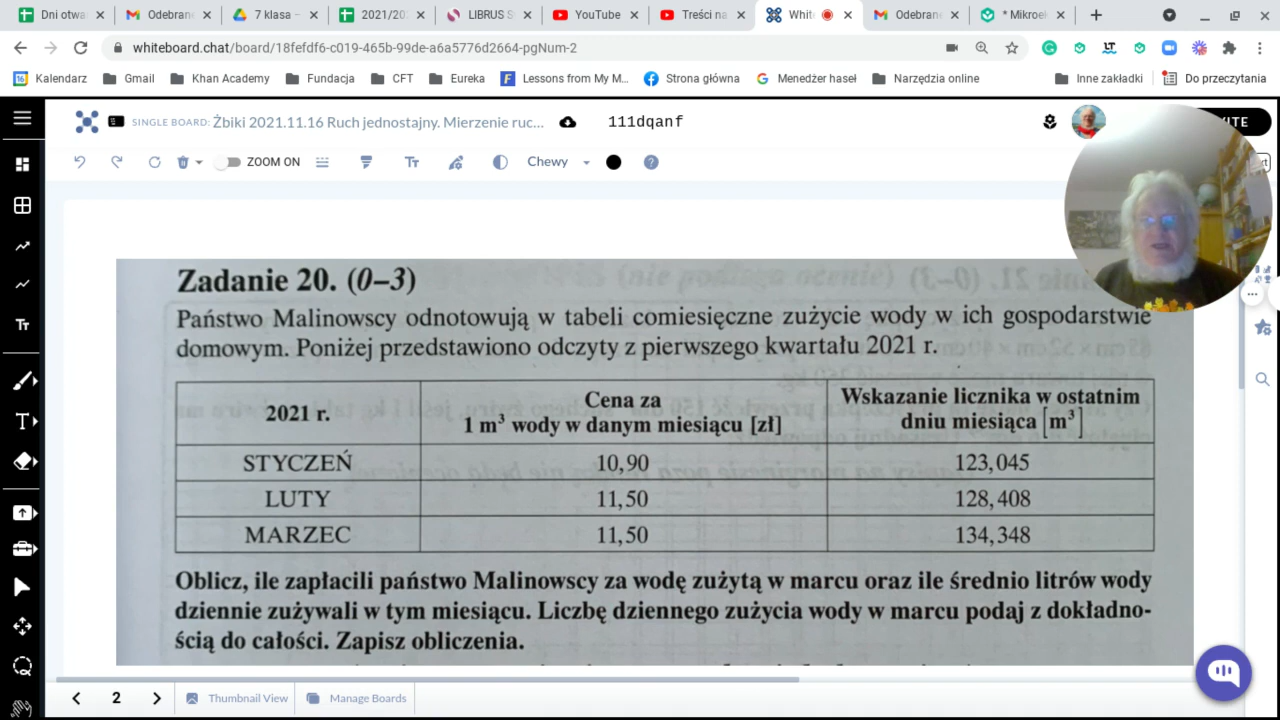 Dni otwa
Odebrane
7 klasa –
2021/20
LIBRUS S
YouTube
Treści na
White
Odebrane
* Mikroek
whiteboard.chat/board/18fefdf6-c019-465b-99de-a6a5776d2664-pgNum-2
Kalendarz
Gmail
Khan Academy
Fundacja
CFT
Eureka
Lessons from My M...
Strona główna
Menedżer haseł
Narzędzia online
Inne zakładki
Do przeczytania
SINGLE BOARD: Żbiki 2021.11.16 Ruch jednostajny. Mierzenie ruc...
111dqanf
ZOOM ON
Chewy
Zadanie 20. (0–3)
Państwo Malinowscy odnotowują w tabeli comiesięczne zużycie wody w ich gospodarstwie
domowym. Poniżej przedstawiono odczyty z pierwszego kwartału 2021 r.
2021 r.
Cena za
1 m³ wody w danym miesiącu [zł]
Wskazanie licznika w ostatnim
dniu miesiąca [m³]
STYCZEŃ 10,90 123,045
LUTY 11,50 128,408
MARZEC 11,50 134,348
Oblicz, ile zapłacili państwo Malinowscy za wodę zużytą w marcu oraz ile średnio litrów wody
dziennie zużywali w tym miesiącu. Liczbę dziennego zużycia wody w marcu podaj z dokładno-
ścią do całości. Zapisz obliczenia.
2
Thumbnail View
Manage Boards